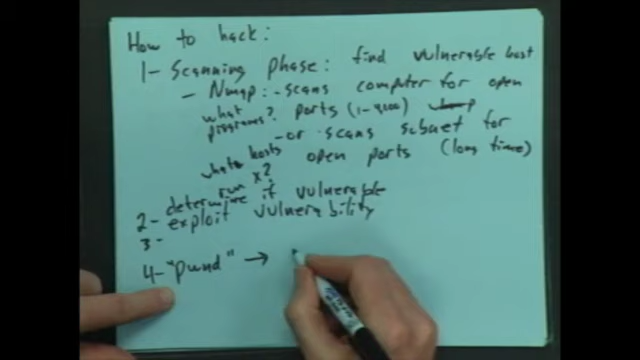 How to hack:
1- Scanning phase: find vulnerable host
- Nmap: - scans computer for open
what programs? ports (1-9000)
- or scans subnet for
what hosts open ports (long time)
run x?
2- determine if vulnerable
exploit vulnerability
3-
4- "pwnd" →